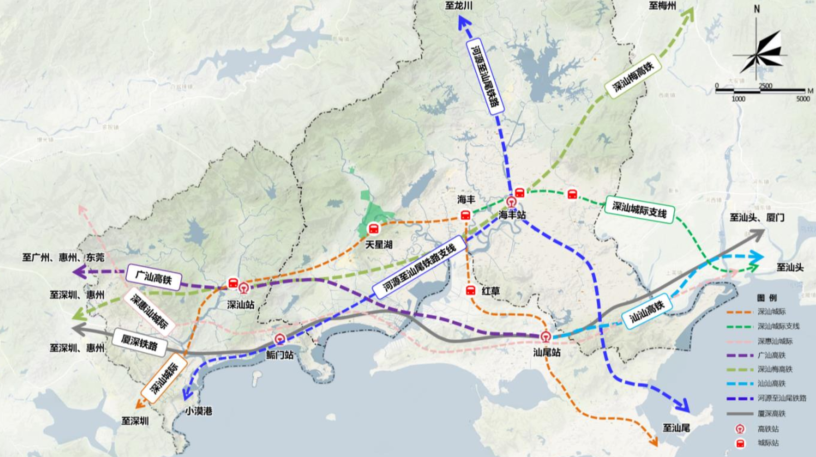 至龙川
至梅州
N
河源至汕尾铁路
深汕梅高铁
0 2500 M
1000 5000
海丰
海丰站
深汕城际支线
至汕头、厦门
天星湖
至广州、惠州、东莞
广汕高铁
河源至汕尾铁路支线
至汕头
深汕站
至深圳、惠州
深惠汕城际
红草
汕汕高铁
厦深铁路
至深圳、惠州
鲘门站
汕尾站
深汕城际
小漠港
至深圳
至汕尾
图 例
深汕城际
深汕城际支线
深惠汕城际
广汕高铁
深汕梅高铁
汕汕高铁
河源至汕尾铁路
厦深高铁
高铁站
城际站